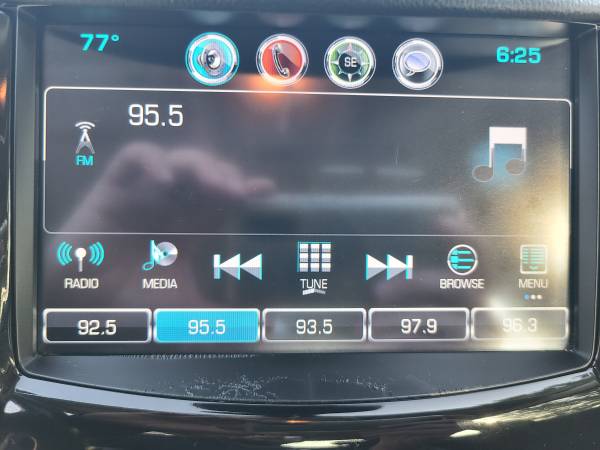 77° SE 6:25
95.5
FM
RADIO MEDIA TUNE BROWSE MENU
92.5 95.5 93.5 97.9 96.3